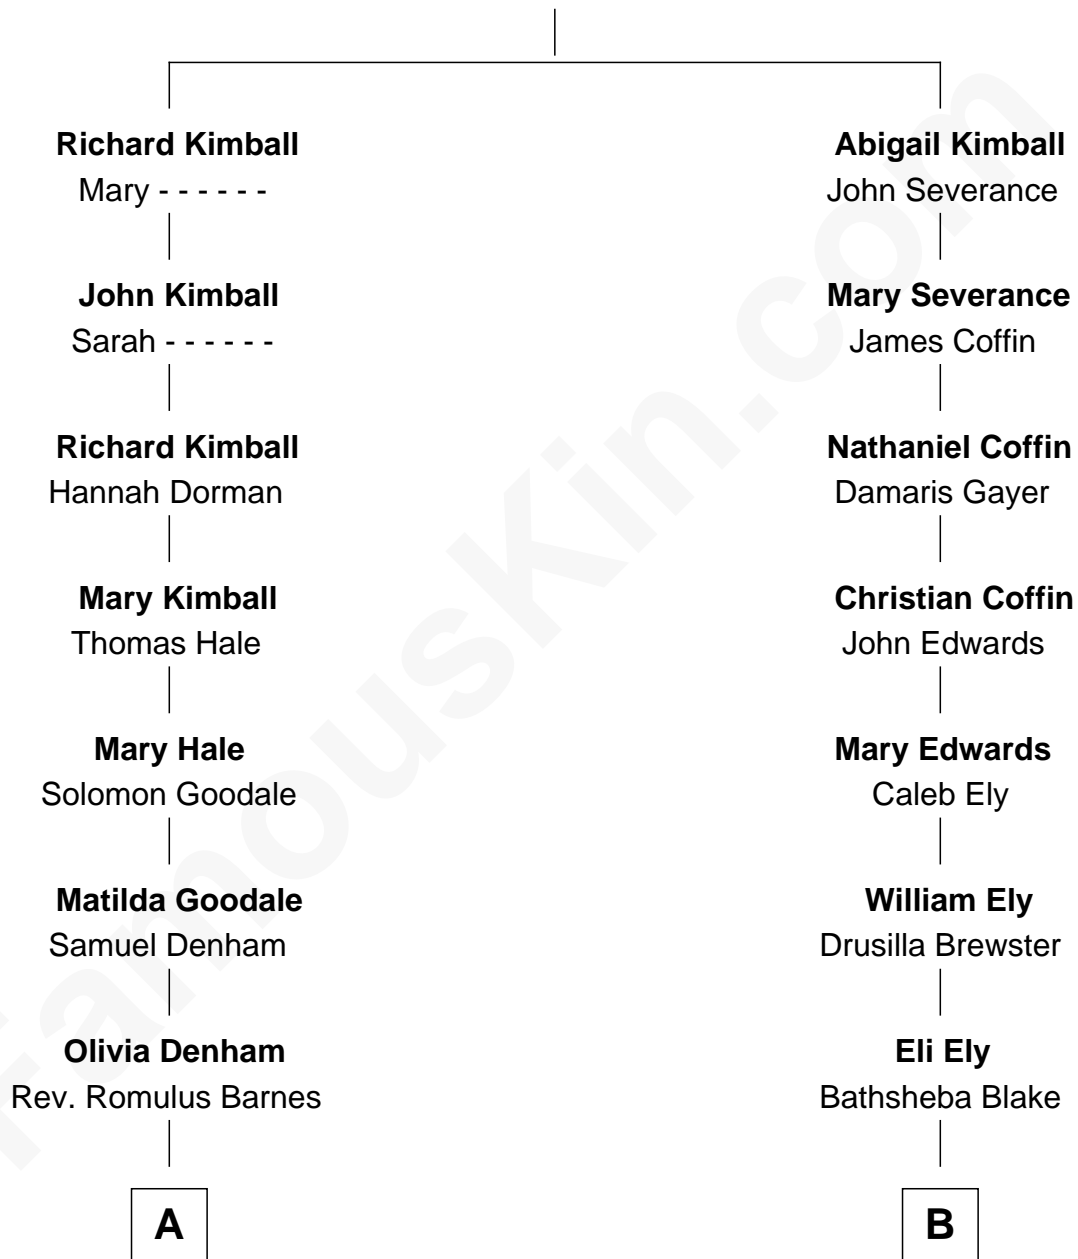 Richard Kimball
Mary - - - - - -
John Kimball
Sarah - - - - - -
Richard Kimball
Hannah Dorman
Mary Kimball
Thomas Hale
Mary Hale
Solomon Goodale
Matilda Goodale
Samuel Denham
Olivia Denham
Rev. Romulus Barnes
A
Abigail Kimball
John Severance
Mary Severance
James Coffin
Nathaniel Coffin
Damaris Gayer
Christian Coffin
John Edwards
Mary Edwards
Caleb Ely
William Ely
Drusilla Brewster
Eli Ely
Bathsheba Blake
B
FamousKin.com